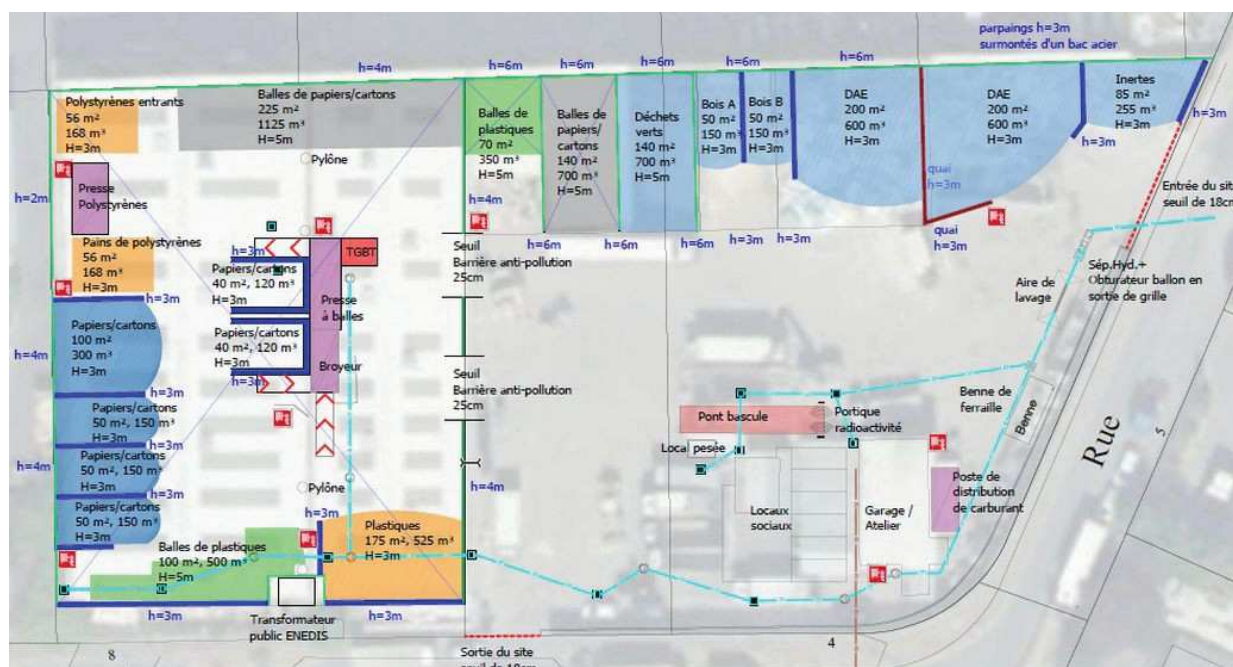 parpaings h=3m
surmontés d'un bac acier
h=4m
h=6m
h=6m
h=6m
h=6m
h=6m
Polystyrènes entrants
56 m²
168 m³
H=3m
Balles de papiers/cartons
225 m²
1125 m³
H=5m
Balles de
plastiques
70 m²
350 m³
H=5m
Balles de
papiers/
cartons
140 m²
700 m³
H=5m
Déchets
verts
140 m²
700 m³
H=5m
Bois A
50 m²
150 m³
H=3m
Bois B
50 m²
150 m³
H=3m
DAE
200 m²
600 m³
H=3m
DAE
200 m²
600 m³
H=3m
Inertes
85 m²
255 m³
H=3m
h=3m
h=3m
Pylône
h=2m
Presse
Polystyrènes
h=4m
quai
h=3m
quai
h=3m
Entrée du site
seuil de 18cm
h=6m
h=6m
h=6m
h=3m
h=3m
Pains de polystyrènes
56 m²
168 m³
H=3m
h=3m
TGBT
Seuil
Barrière anti-pollution
25cm
Papiers/cartons
40 m², 120 m³
H=3m
Presse
à balles
Aire de
lavage
Sép.Hyd.+
Obturateur ballon en
sortie de grille
h=3m
Papiers/cartons
100 m²
300 m³
H=3m
h=4m
Papiers/cartons
40 m², 120 m³
H=3m
h=3m
Broyeur
Seuil
Barrière anti-pollution
25cm
h=3m
Papiers/cartons
50 m², 150 m³
H=3m
h=3m
h=4m
Papiers/cartons
50 m², 150 m³
H=3m
h=3m
Papiers/cartons
50 m², 150 m³
H=3m
Pont bascule
Portique
radioactivité
Local pesée
Benne de
ferraille
Benne
Rue
5
Pylône
h=4m
h=3m
Locaux
sociaux
Garage /
Atelier
Poste de
distribution
de carburant
Plastiques
175 m², 525 m³
H=3m
Balles de plastiques
100 m², 500 m³
H=5m
h=3m
h=3m
Transformateur
public ENEDIS
8
4
Sortie du site
seuil de 18cm